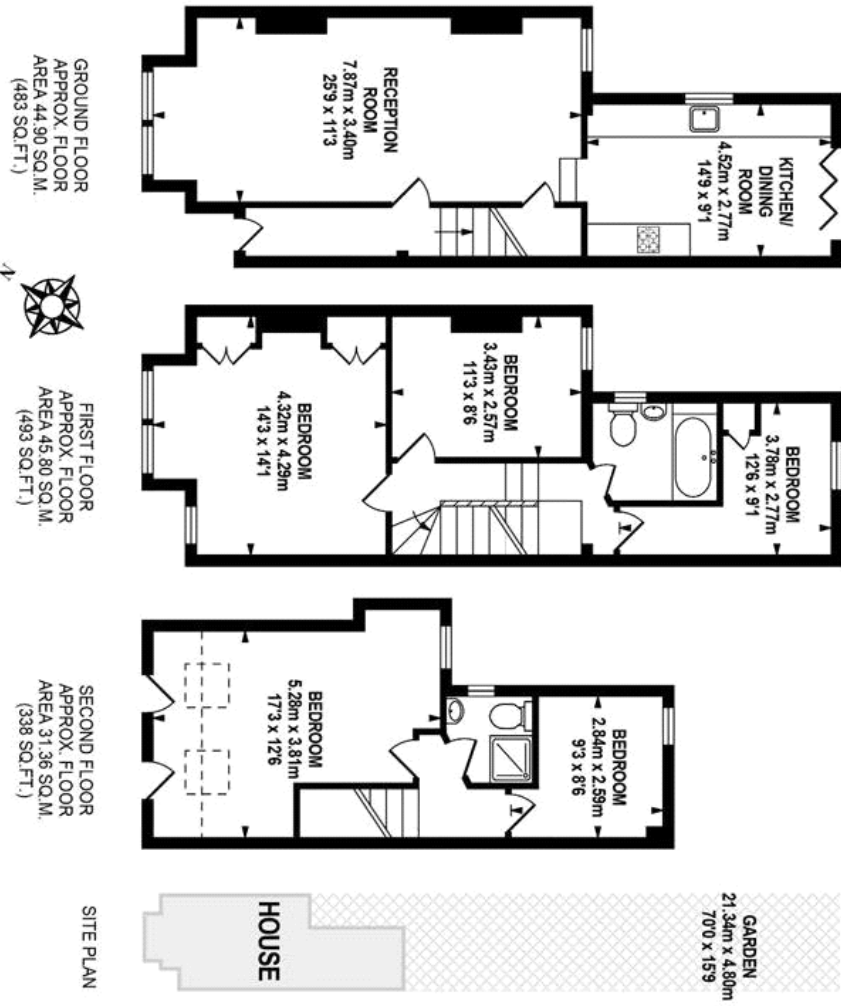 KITCHEN/
DINING
ROOM
4.52m x 2.77m
14'9 x 9'1
RECEPTION
ROOM
7.87m x 3.40m
25'9 x 11'3
GROUND FLOOR
APPROX. FLOOR
AREA 44.90 SQ.M.
(483 SQ.FT.)
N
BEDROOM
3.78m x 2.77m
12'6 x 9'1
BEDROOM
3.43m x 2.57m
11'3 x 8'6
BEDROOM
4.32m x 4.29m
14'3 x 14'1
FIRST FLOOR
APPROX. FLOOR
AREA 45.80 SQ.M.
(493 SQ.FT.)
BEDROOM
2.84m x 2.59m
9'3 x 8'6
BEDROOM
5.28m x 3.81m
17'3 x 12'6
SECOND FLOOR
APPROX. FLOOR
AREA 31.36 SQ.M.
(338 SQ.FT.)
GARDEN
21.34m x 4.80m
70'0 x 15'9
HOUSE
SITE PLAN